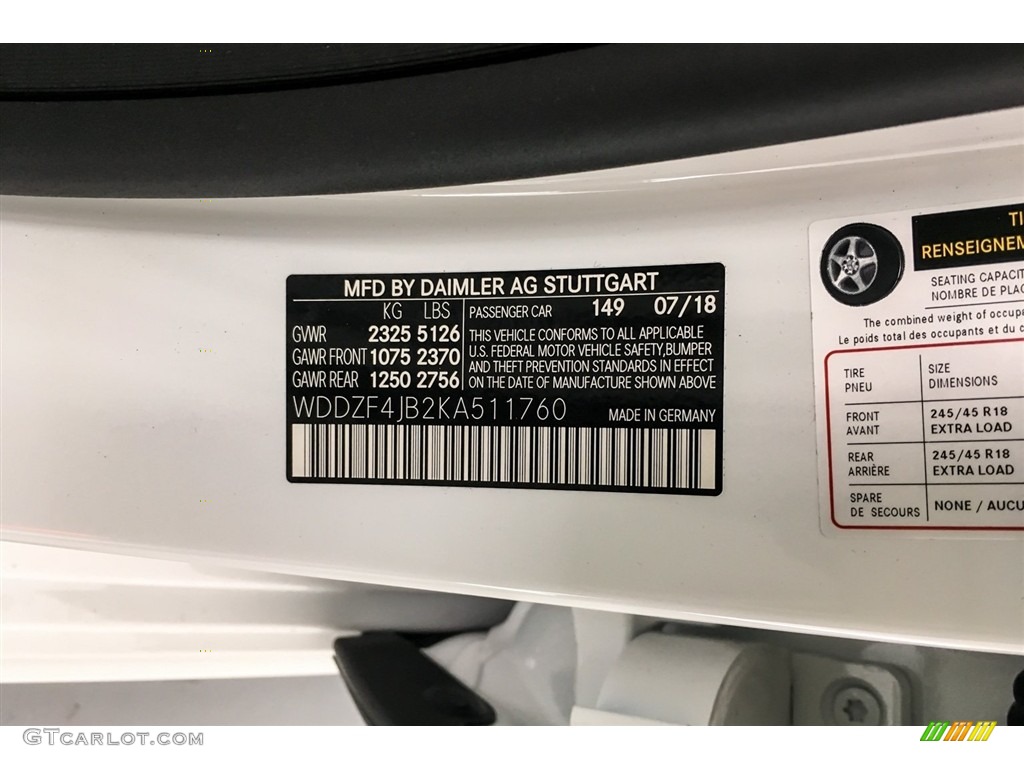 MFD BY DAIMLER AG STUTTGART
KG LBS PASSENGER CAR 149 07/18
GVWR 2325 5126
GAWR FRONT 1075 2370
GAWR REAR 1250 2756
THIS VEHICLE CONFORMS TO ALL APPLICABLE
U.S. FEDERAL MOTOR VEHICLE SAFETY,BUMPER
AND THEFT PREVENTION STANDARDS IN EFFECT
ON THE DATE OF MANUFACTURE SHOWN ABOVE
WDDZF4JB2KA511760 MADE IN GERMANY
TI
RENSEIGNEM
SEATING CAPACIT
NOMBRE DE PLAC
The combined weight of occupa
Le poids total des occupants et du c
TIRE SIZE
PNEU DIMENSIONS
FRONT 245/45 R18
AVANT EXTRA LOAD
REAR 245/45 R18
ARRIÈRE EXTRA LOAD
SPARE NONE / AUCU
DE SECOURS
GTCARLOT.COM